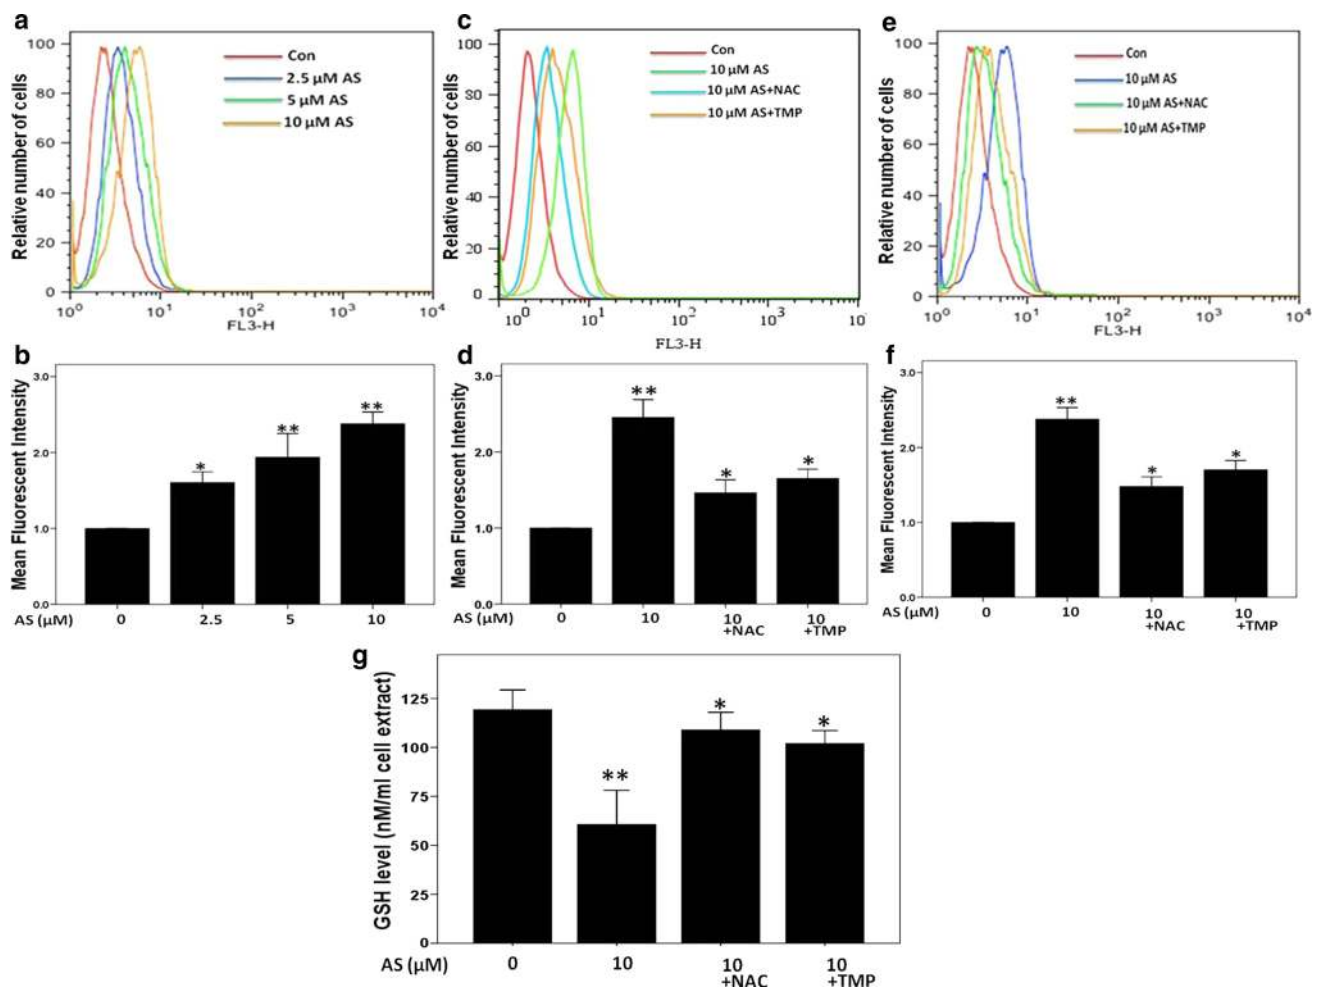 a
100
80
60
40
20
0
Relative number of cells
Con
2.5 µM AS
5 µM AS
10 µM AS
10⁰ 10¹ 10² 10³ 10⁴
FL3-H
c
100
80
60
40
20
0
Relative number of cells
Con
10 µM AS
10 µM AS+NAC
10 µM AS+TMP
10⁰ 10¹ 10² 10³ 10
FL3-H
e
100
80
60
40
20
0
Relative number of cells
Con
10 µM AS
10 µM AS+NAC
10 µM AS+TMP
10⁰ 10¹ 10² 10³ 10⁴
FL3-H
b
3.0
2.0
1.0
0.0
Mean Fluorescent Intensity
* ** **
AS (µM) 0 2.5 5 10
d
3.0
2.0
1.0
0.0
Mean Fluorescent Intensity
** * *
AS (µM) 0 10 10 10
+NAC +TMP
f
3.0
2.0
1.0
0.0
Mean Fluorescent Intensity
** * *
AS (µM) 0 10 10 10
+NAC +TMP
g
125
100
75
50
25
0
GSH level (nM/ml cell extract)
** * *
AS (µM) 0 10 10 10
+NAC +TMP